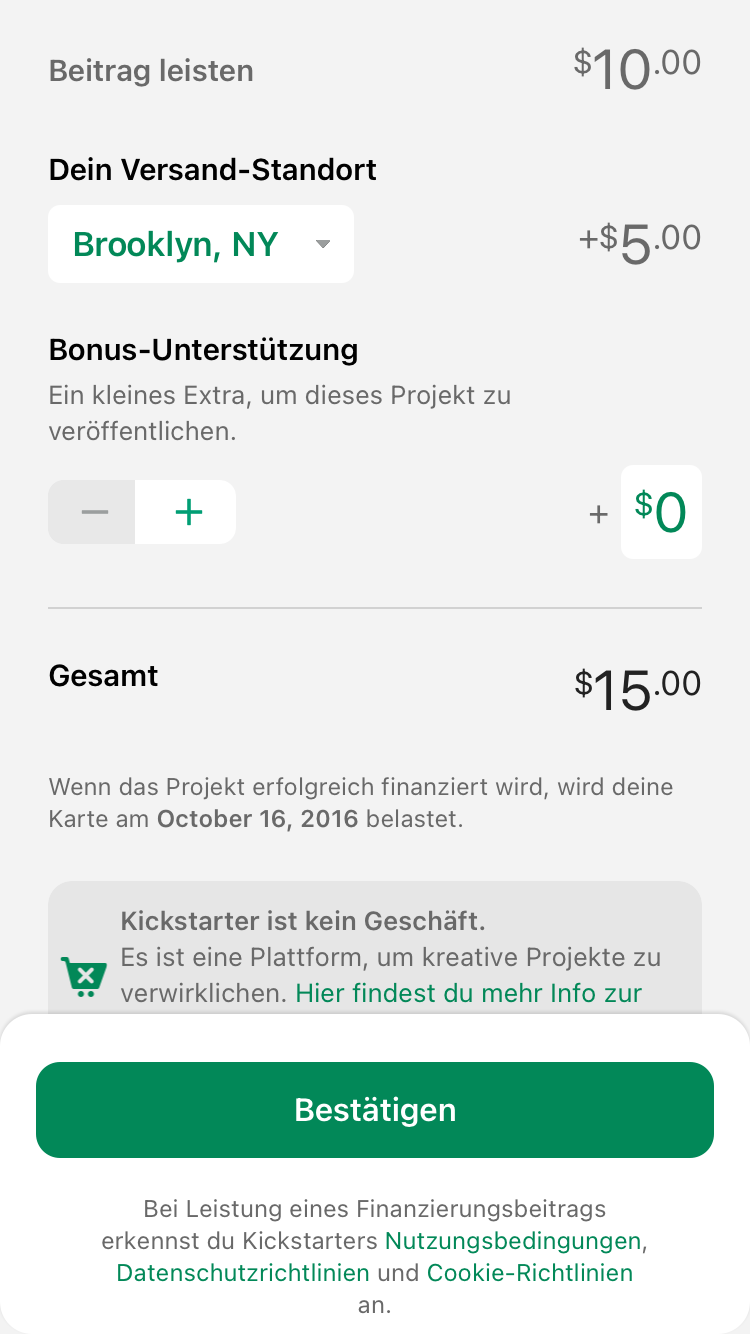 Beitrag leisten $10.00
Dein Versand-Standort
Brooklyn, NY +$5.00
Bonus-Unterstützung
Ein kleines Extra, um dieses Projekt zu
veröffentlichen.
− + + $0
Gesamt $15.00
Wenn das Projekt erfolgreich finanziert wird, wird deine
Karte am October 16, 2016 belastet.
Kickstarter ist kein Geschäft.
Es ist eine Plattform, um kreative Projekte zu
verwirklichen. Hier findest du mehr Info zur
Bestätigen
Bei Leistung eines Finanzierungsbeitrags
erkennst du Kickstarters Nutzungsbedingungen,
Datenschutzrichtlinien und Cookie-Richtlinien
an.